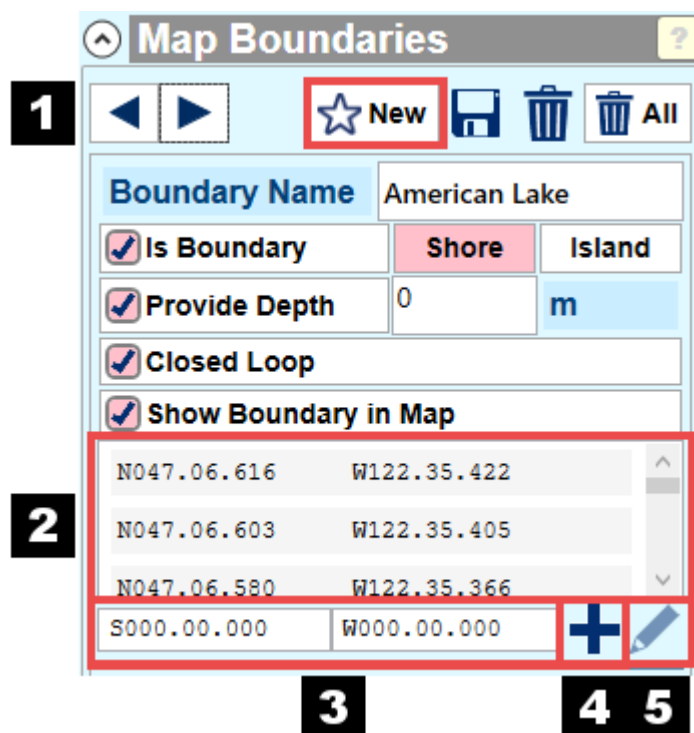 Map Boundaries ?
1 New All
Boundary Name American Lake
Is Boundary Shore Island
Provide Depth 0 m
Closed Loop
Show Boundary in Map
N047.06.616 W122.35.422
2 N047.06.603 W122.35.405
N047.06.580 W122.35.366
S000.00.000 W000.00.000
3 4 5